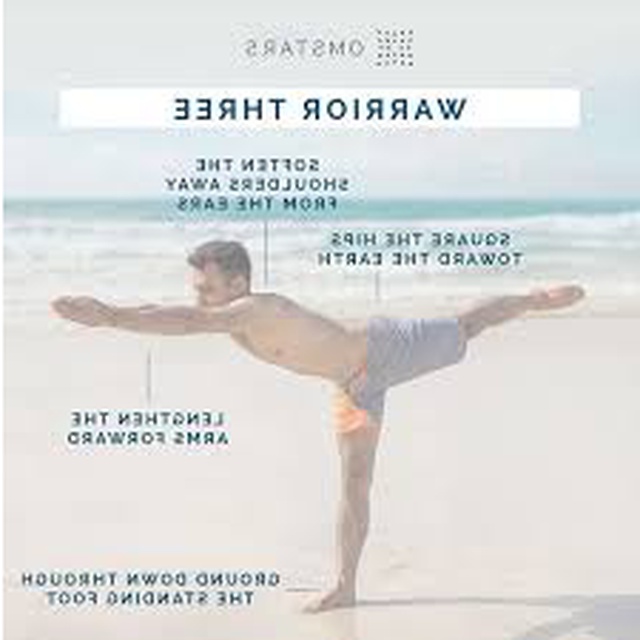 OMSTARS
WARRIOR THREE
SOFTEN THE
SHOULDERS AWAY
FROM THE EARS
SQUARE THE HIPS
TOWARD THE EARTH
LENGTHEN THE
ARMS FORWARD
GROUND DOWN THROUGH
THE STANDING FOOT